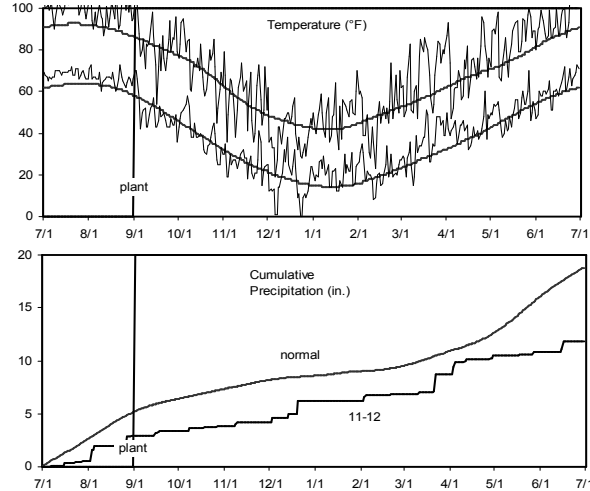 Temperature (°F)
100
80
60
40
20
0
plant
7/1 8/1 9/1 10/1 11/1 12/1 1/1 2/1 3/1 4/1 5/1 6/1 7/1
Cumulative
Precipitation (in.)
20
15
10
5
0
normal
11-12
plant
7/1 8/1 9/1 10/1 11/1 12/1 1/1 2/1 3/1 4/1 5/1 6/1 7/1